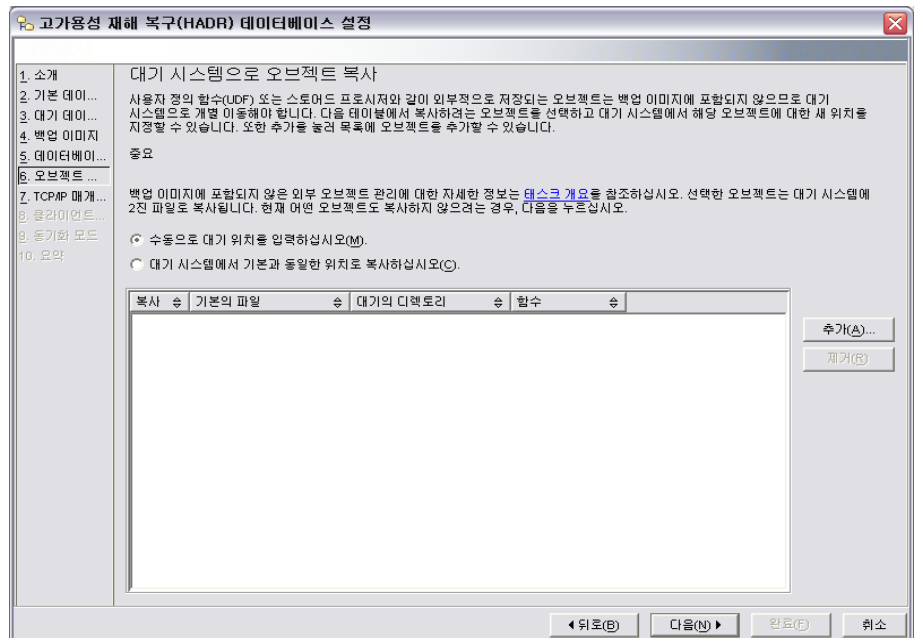 고가용성 재해 복구(HADR) 데이터베이스 설정
1. 소개
2. 기본 데이...
3. 대기 데이...
4. 백업 이미지
5. 데이터베이...
6. 오브젝트 ...
7. TCP/IP 매개...
8. 클라이언트...
9. 동기화 모드
10. 요약
대기 시스템으로 오브젝트 복사
사용자 정의 함수(UDF) 또는 스토어드 프로시저와 같이 외부적으로 저장되는 오브젝트는 백업 이미지에 포함되지 않으므로 대기
시스템으로 개별 이동해야 합니다. 다음 테이블에서 복사하려는 오브젝트를 선택하고 대기 시스템에서 해당 오브젝트에 대한 새 위치를
지정할 수 있습니다. 또한 추가를 눌러 목록에 오브젝트를 추가할 수 있습니다.
중요
백업 이미지에 포함되지 않은 외부 오브젝트 관리에 대한 자세한 정보는 태스크 개요를 참조하십시오. 선택한 오브젝트는 대기 시스템에
2진 파일로 복사됩니다. 현재 어떤 오브젝트도 복사하지 않으려는 경우, 다음을 누르십시오.
수동으로 대기 위치를 입력하십시오(M).
대기 시스템에서 기본과 동일한 위치로 복사하십시오(C).
복사 기본의 파일 대기의 디렉토리 함수
추가(A)...
제거(R)
뒤로(B) 다음(N) 완료(F) 취소